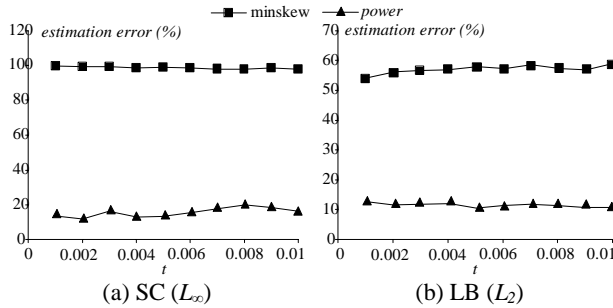 minskew power
estimation error (%)
120
100
80
60
40
20
0
0 0.002 0.004 0.006 0.008 0.01
t
(a) SC (L∞)
estimation error (%)
70
60
50
40
30
20
10
0
0 0.002 0.004 0.006 0.008 0.01
t
(b) LB (L2)